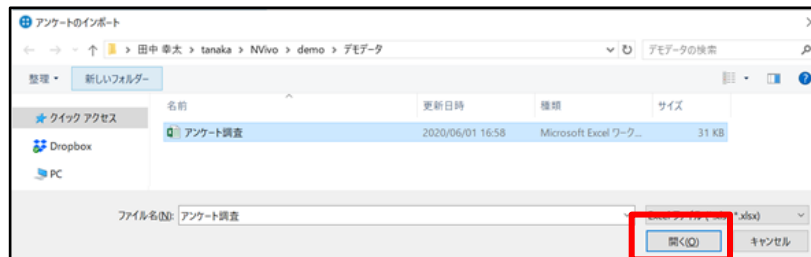 アンケートのインポート
› 田中 幸太 › tanaka › NVivo › demo › デモデータ
デモデータの検索
整理
新しいフォルダー
名前 更新日時 種類 サイズ
クイック アクセス
アンケート調査 2020/06/01 16:58 Microsoft Excel ワーク... 31 KB
Dropbox
PC
ファイル名(N): アンケート調査
*.xlsx)
開く(O) キャンセル